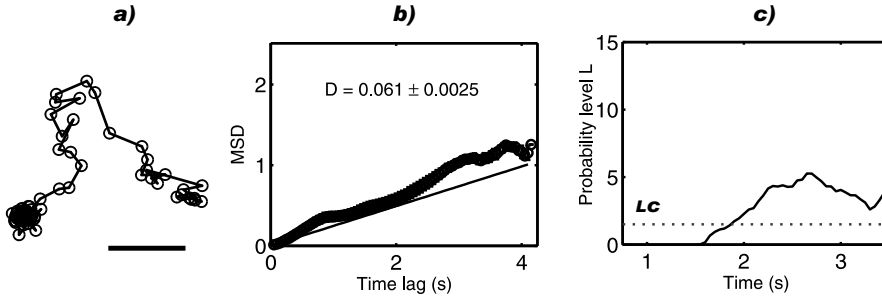 a)
b)
c)
MSD
2
1
0
D = 0.061 ± 0.0025
0 2 4
Time lag (s)
Probability level L
15
10
5
0
Lc
1 2 3
Time (s)